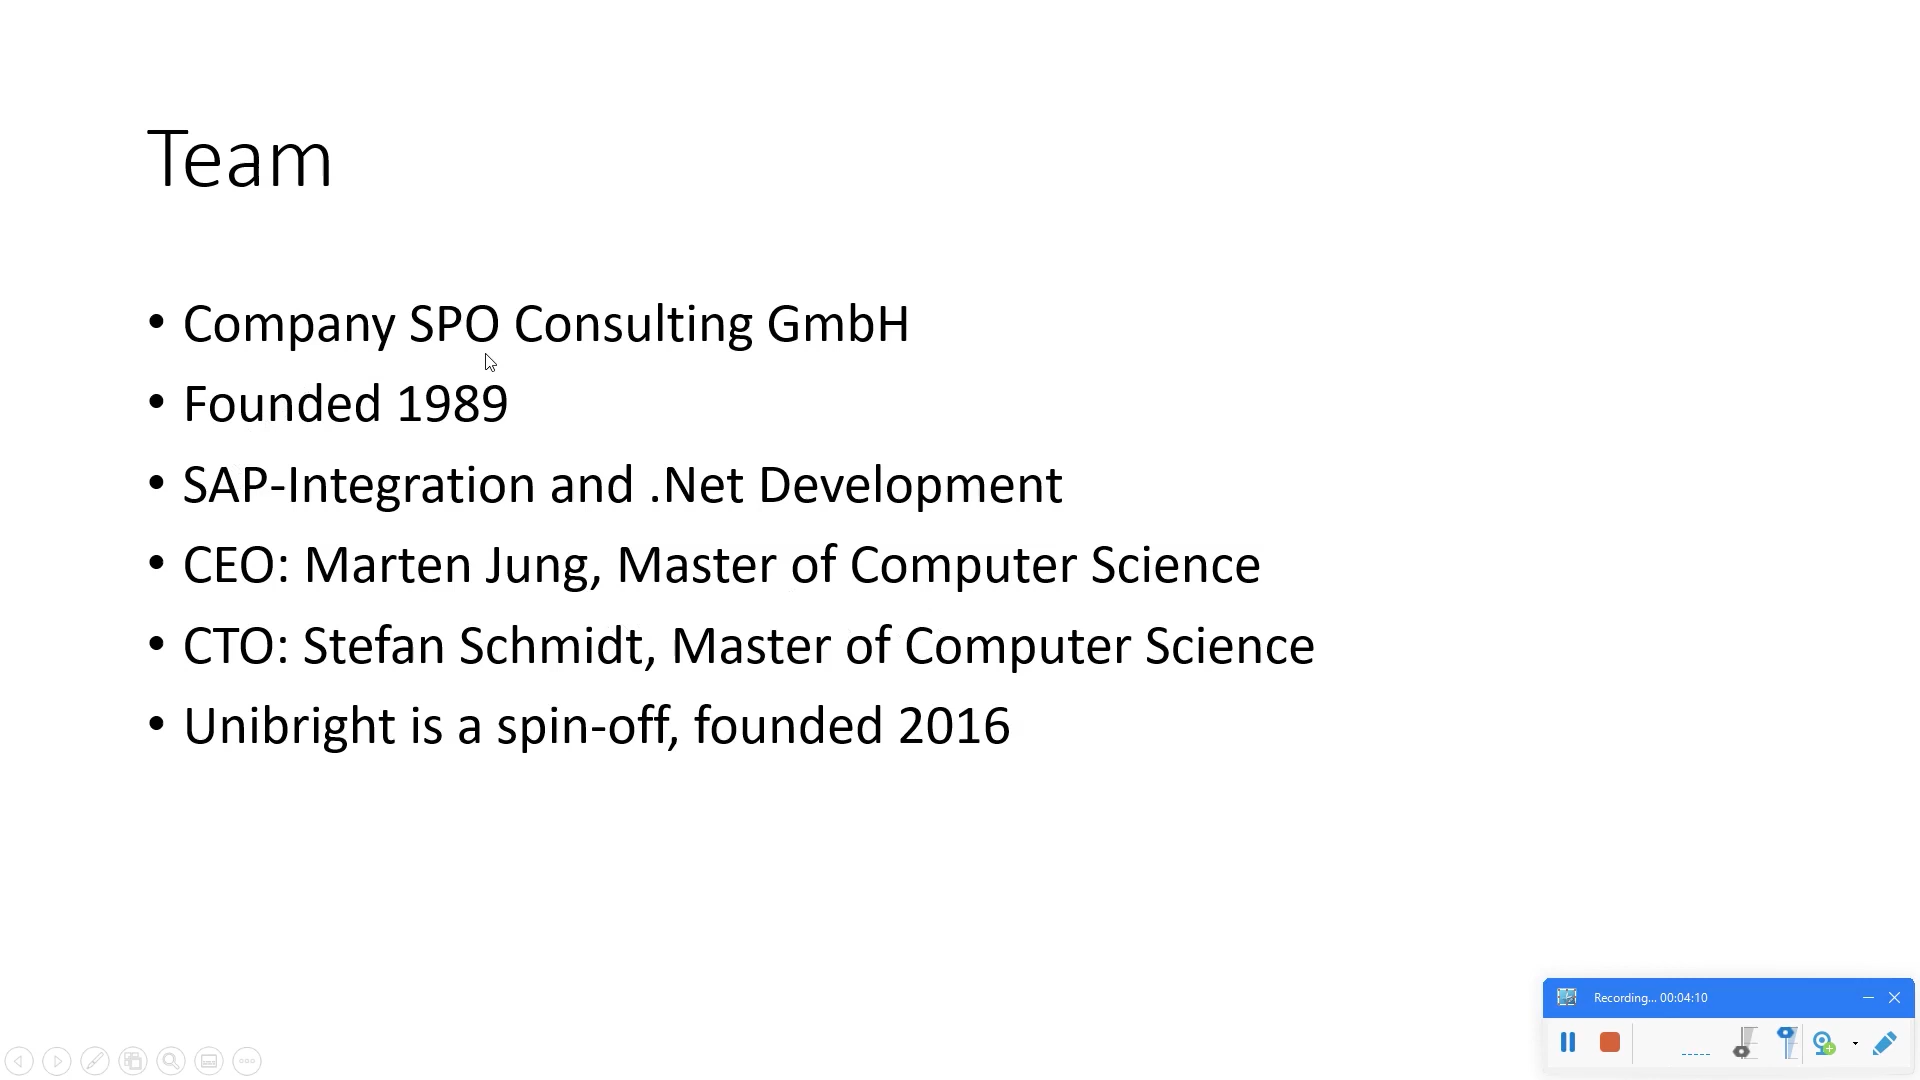 Team
• Company SPO Consulting GmbH
• Founded 1989
• SAP-Integration and .Net Development
• CEO: Marten Jung, Master of Computer Science
• CTO: Stefan Schmidt, Master of Computer Science
• Unibright is a spin-off, founded 2016
Recording... 00:04:10